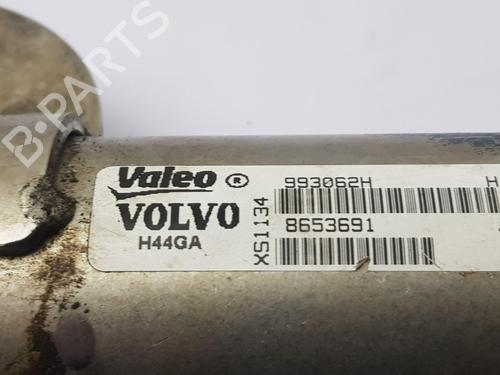 B-PARTS
Valeo ®
VOLVO
H44GA
XS1134
993062H
H
8653691